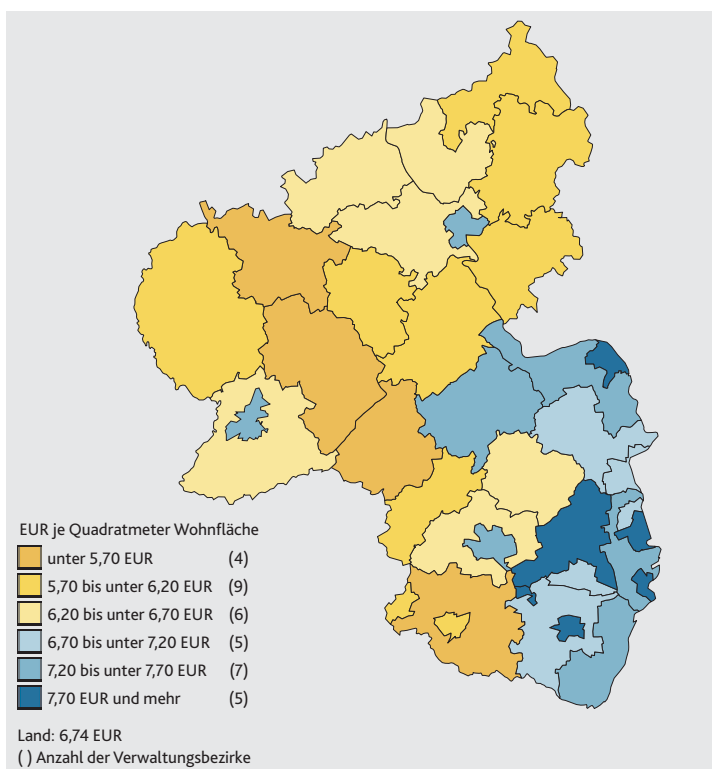 EUR je Quadratmeter Wohnfläche
unter 5,70 EUR (4)
5,70 bis unter 6,20 EUR (9)
6,20 bis unter 6,70 EUR (6)
6,70 bis unter 7,20 EUR (5)
7,20 bis unter 7,70 EUR (7)
7,70 EUR und mehr (5)
Land: 6,74 EUR
( ) Anzahl der Verwaltungsbezirke